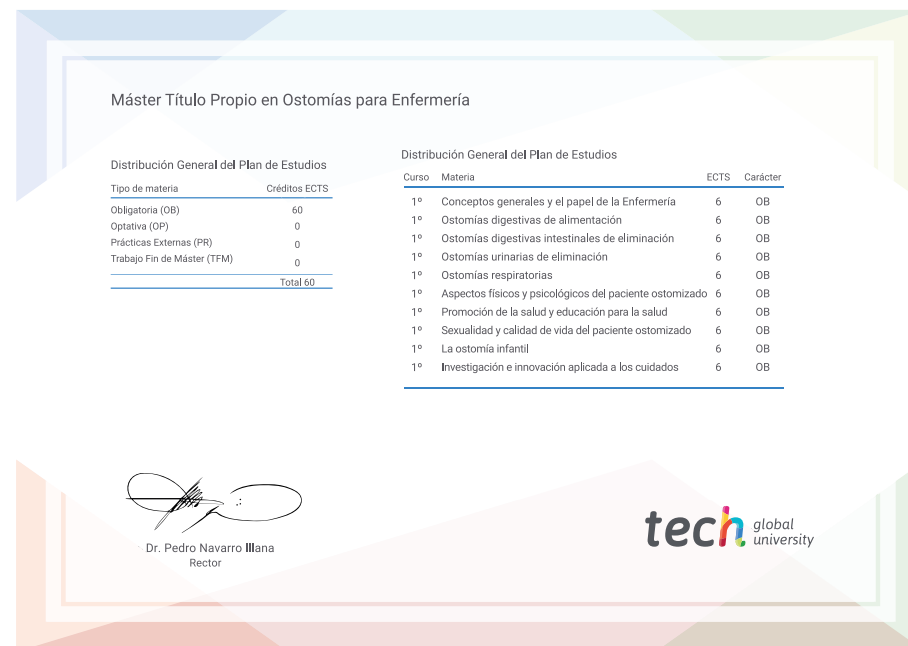 Máster Título Propio en Ostomías para Enfermería
Distribución General del Plan de Estudios
Tipo de materia Créditos ECTS
Obligatoria (OB) 60
Optativa (OP) 0
Prácticas Externas (PR) 0
Trabajo Fin de Máster (TFM) 0
Total 60
Distribución General del Plan de Estudios
Curso Materia ECTS Carácter
1º Conceptos generales y el papel de la Enfermería 6 OB
1º Ostomías digestivas de alimentación 6 OB
1º Ostomías digestivas intestinales de eliminación 6 OB
1º Ostomías urinarias de eliminación 6 OB
1º Ostomías respiratorias 6 OB
1º Aspectos físicos y psicológicos del paciente ostomizado 6 OB
1º Promoción de la salud y educación para la salud 6 OB
1º Sexualidad y calidad de vida del paciente ostomizado 6 OB
1º La ostomía infantil 6 OB
1º Investigación e innovación aplicada a los cuidados 6 OB
Dr. Pedro Navarro Illana
Rector
tech global
university